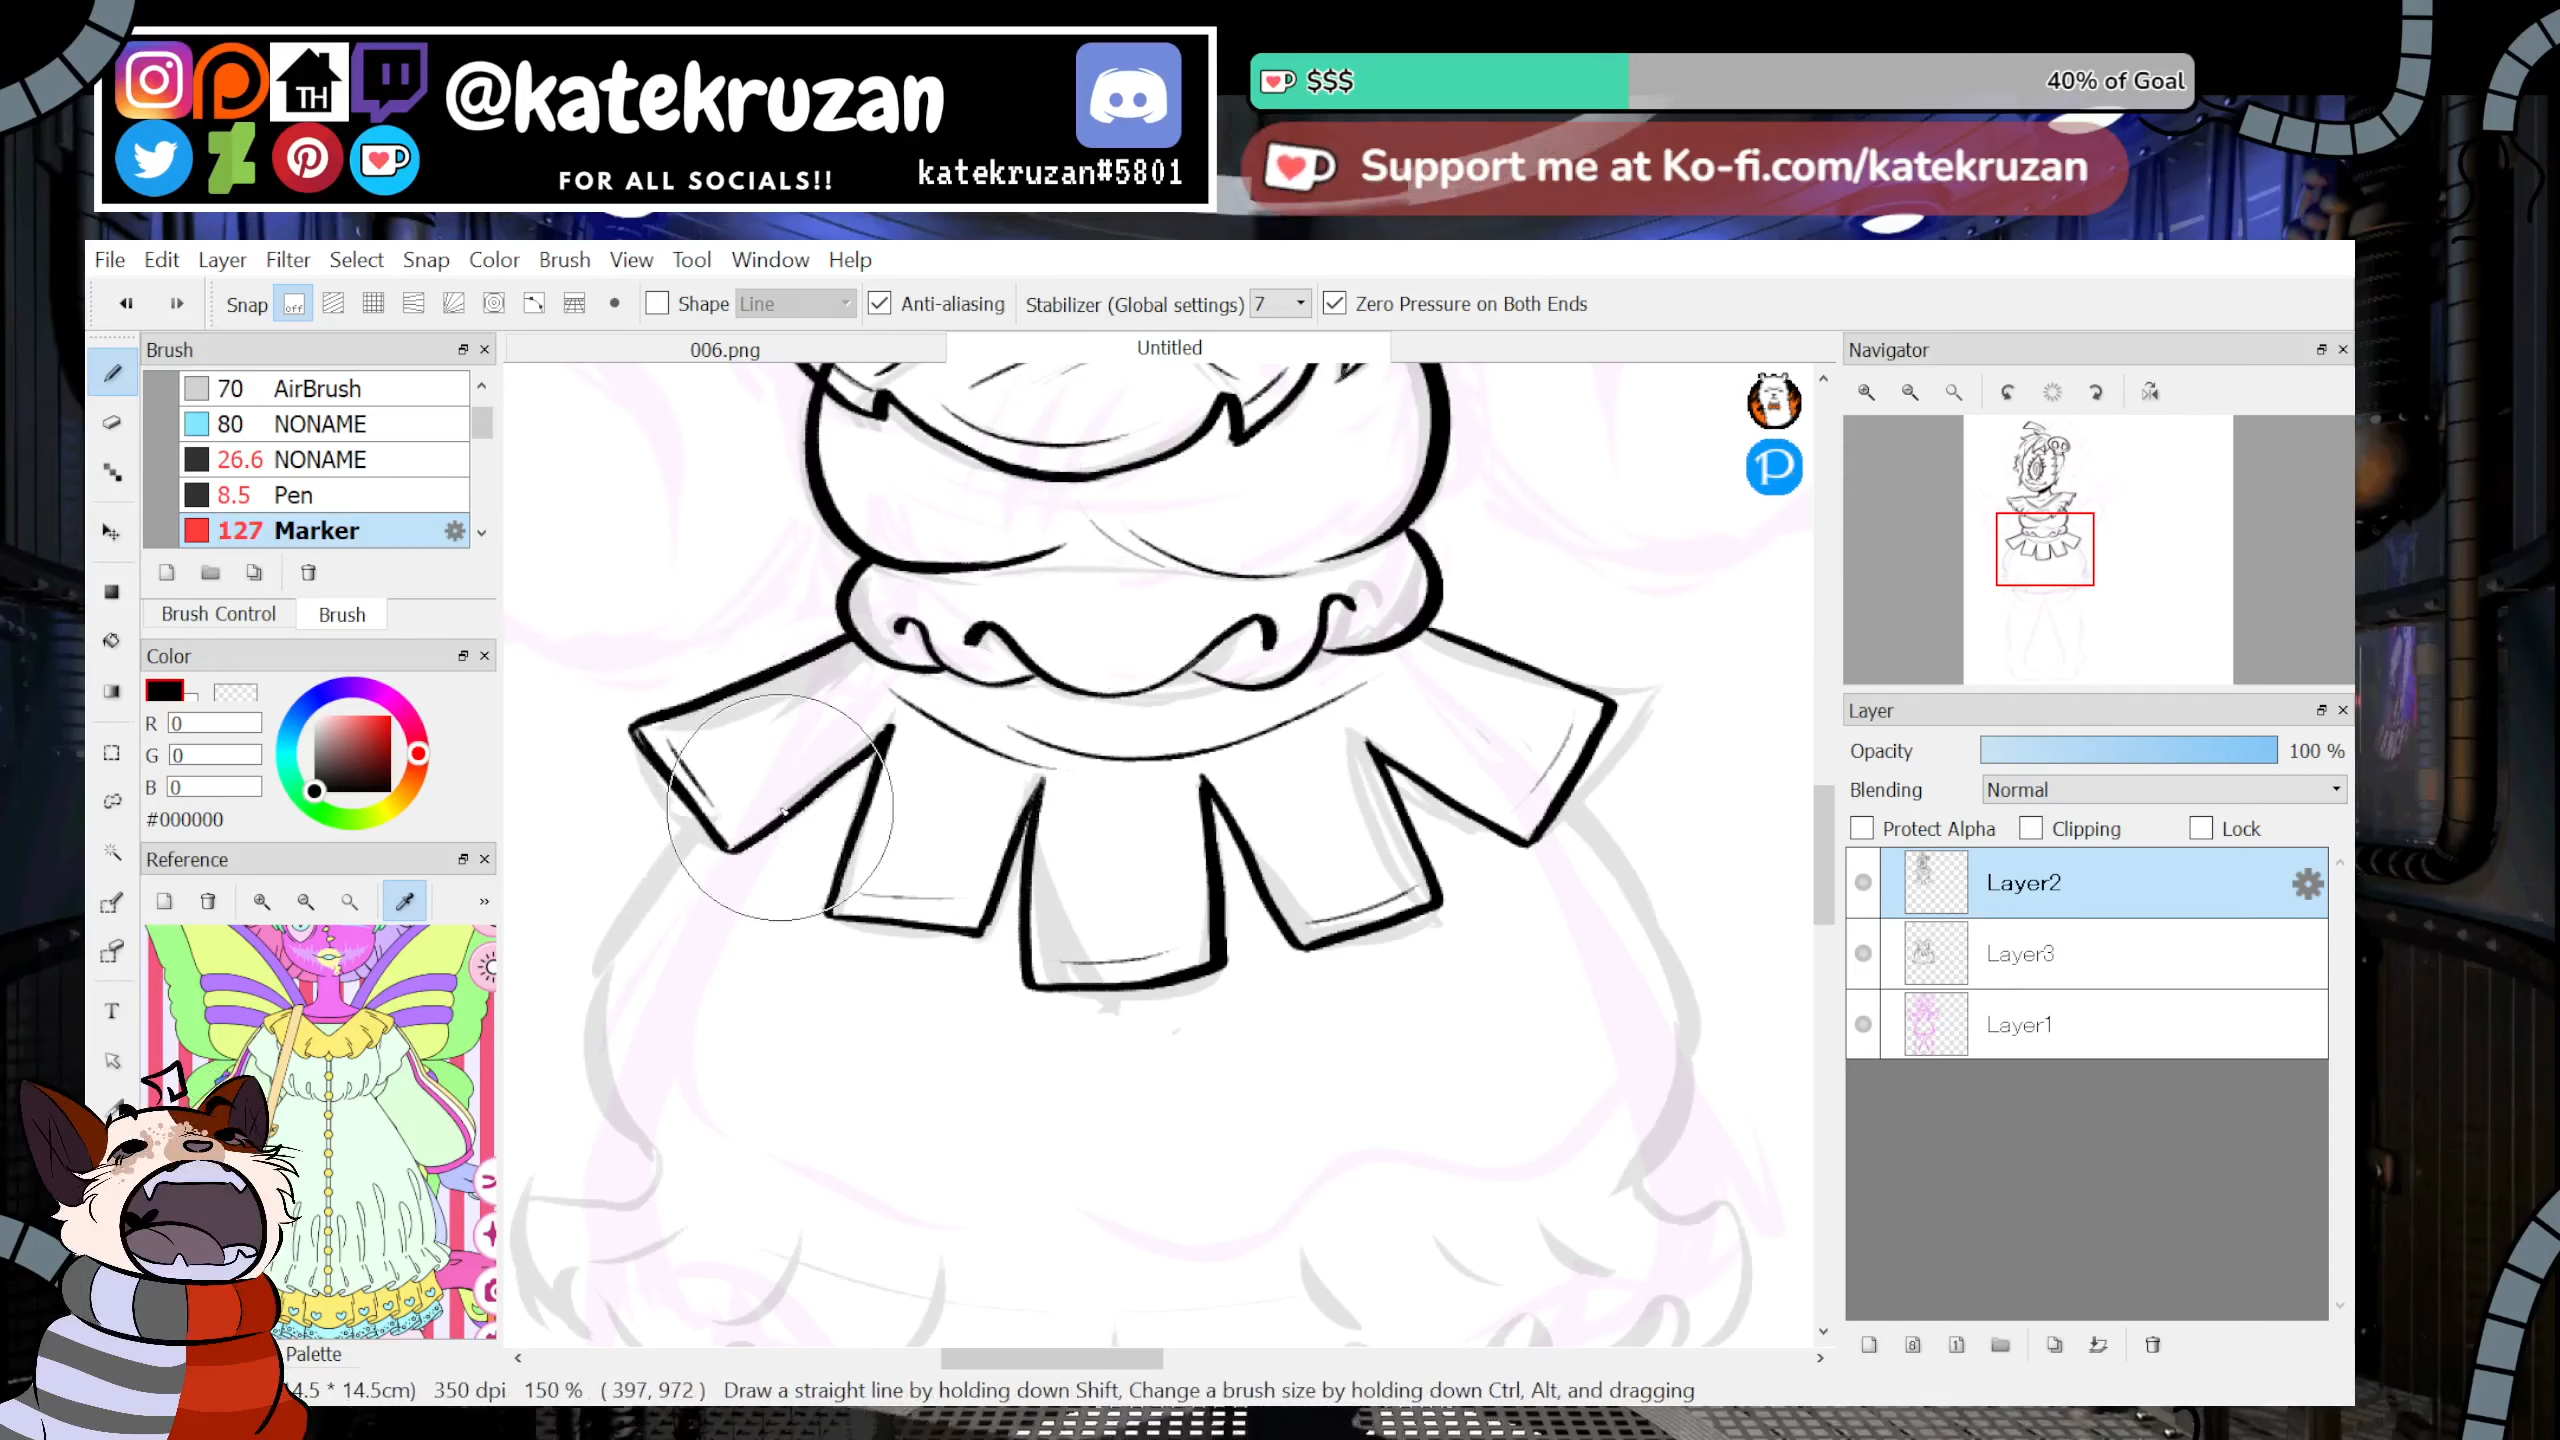 @katekruzan
FOR ALL SOCIALS!!
katekruzan#5801
TH
$$$
40% of Goal
Support me at Ko-fi.com/katekruzan
File Edit Layer Filter Select Snap Color Brush View Tool Window Help
Snap off Shape Line Anti-aliasing Stabilizer (Global settings) 7 Zero Pressure on Both Ends
Brush
70 AirBrush
80 NONAME
26.6 NONAME
8.5 Pen
127 Marker
Brush Control Brush
Color
R 0
G 0
B 0
#000000
Reference
Palette
006.png
Untitled
P
Navigator
Layer
Opacity 100 %
Blending Normal
Protect Alpha Clipping Lock
Layer2
Layer3
Layer1
8 1
T
4.5 * 14.5cm) 350 dpi 150 % ( 397, 972 ) Draw a straight line by holding down Shift, Change a brush size by holding down Ctrl, Alt, and dragging